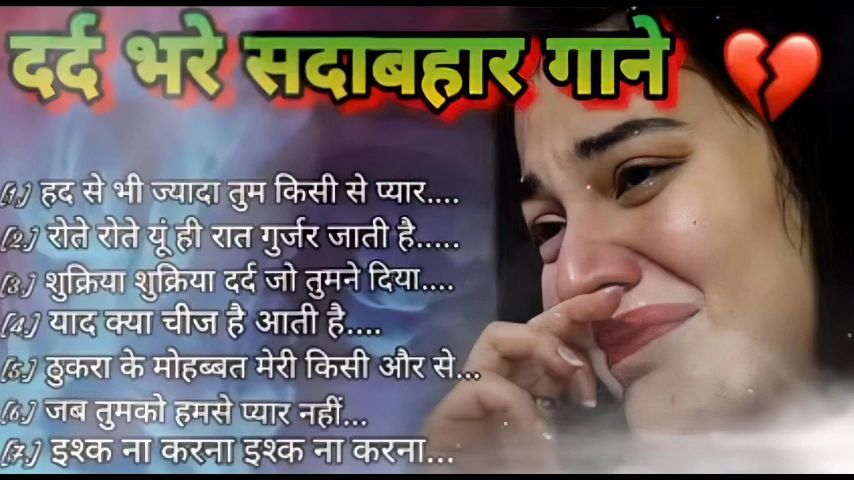 दर्द भरे सदाबहार गाने
[1.] हद से भी ज्यादा तुम किसी से प्यार....
[2.] रोते रोते यूं ही रात गुर्जर जाती है.....
[3.] शुक्रिया शुक्रिया दर्द जो तुमने दिया....
[4.] याद क्या चीज है आती है....
[5.] ठुकरा के मोहब्बत मेरी किसी और से...
[6.] जब तुमको हमसे प्यार नहीं...
[7.] इश्क ना करना इश्क ना करना...